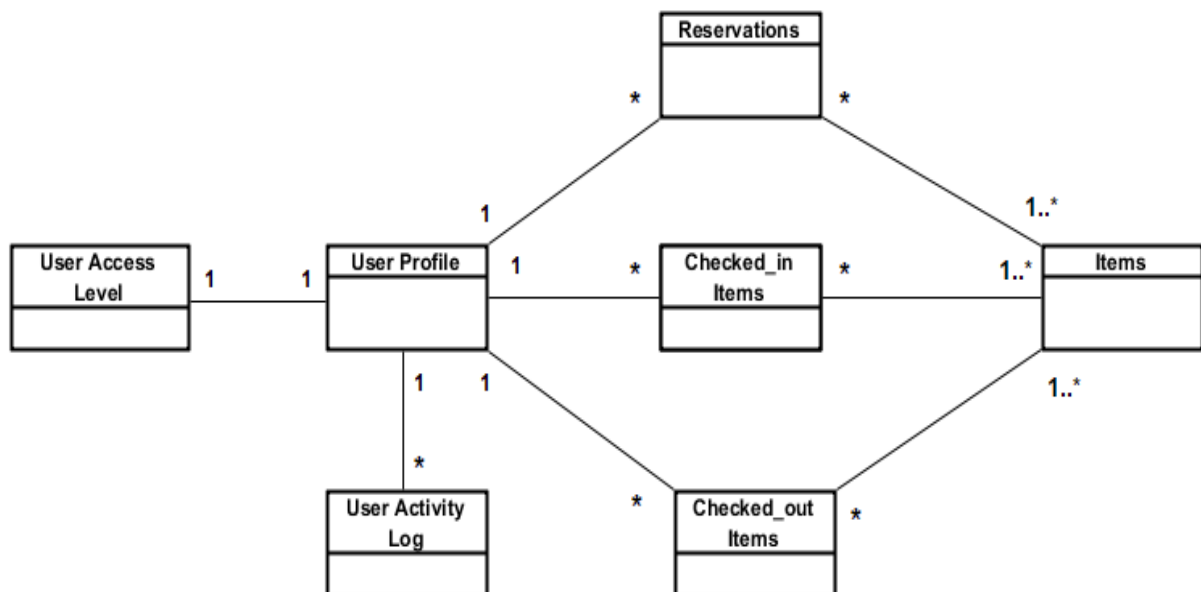 Reservations
*
*
1
1..*
User Access
Level
1
1
User Profile
1
*
Checked_in
Items
*
1..*
Items
1
1
1..*
*
User Activity
Log
*
Checked_out
Items
*